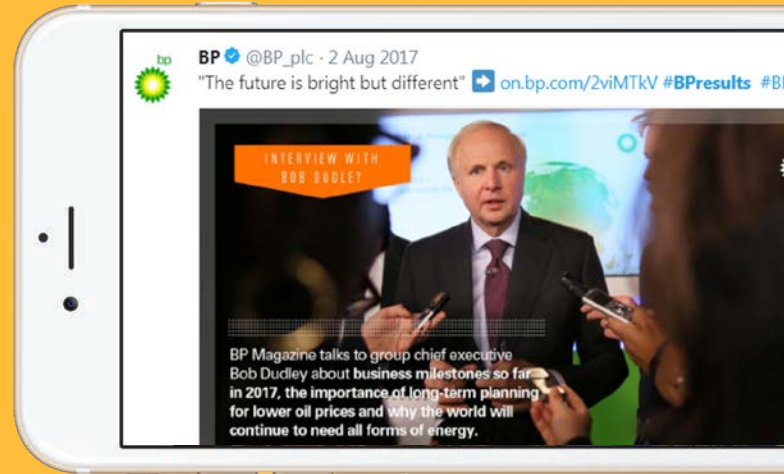 bp
BP @BP_plc · 2 Aug 2017
"The future is bright but different" on.bp.com/2viMTkV #BPresults
INTERVIEW WITH
BOB DUDLEY
BP Magazine talks to group chief executive
Bob Dudley about business milestones so far
in 2017, the importance of long-term planning
for lower oil prices and why the world will
continue to need all forms of energy.